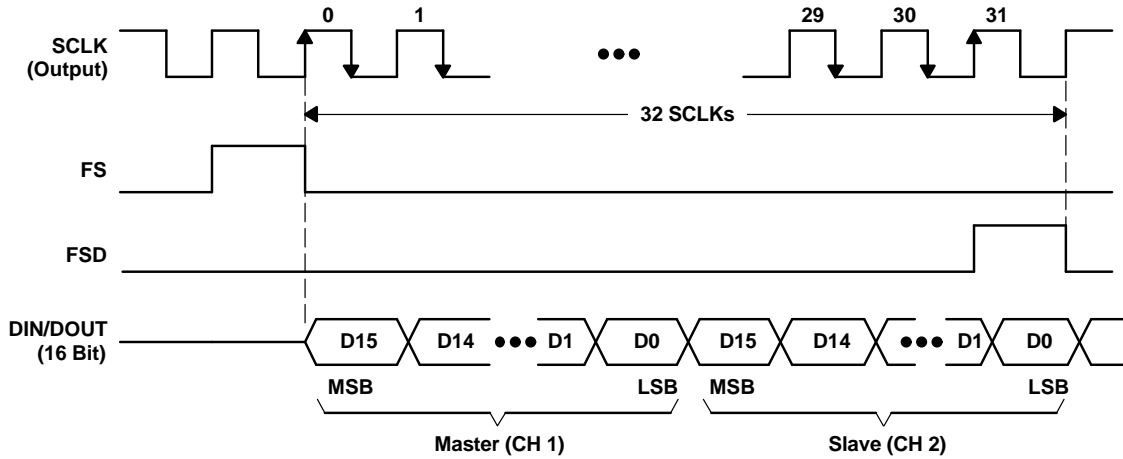 0 1 29 30 31
SCLK
(Output)
•••
32 SCLKs
FS
FSD
DIN/DOUT
(16 Bit)
D15 D14 ••• D1 D0 D15 D14 ••• D1 D0
MSB LSB MSB LSB
Master (CH 1) Slave (CH 2)